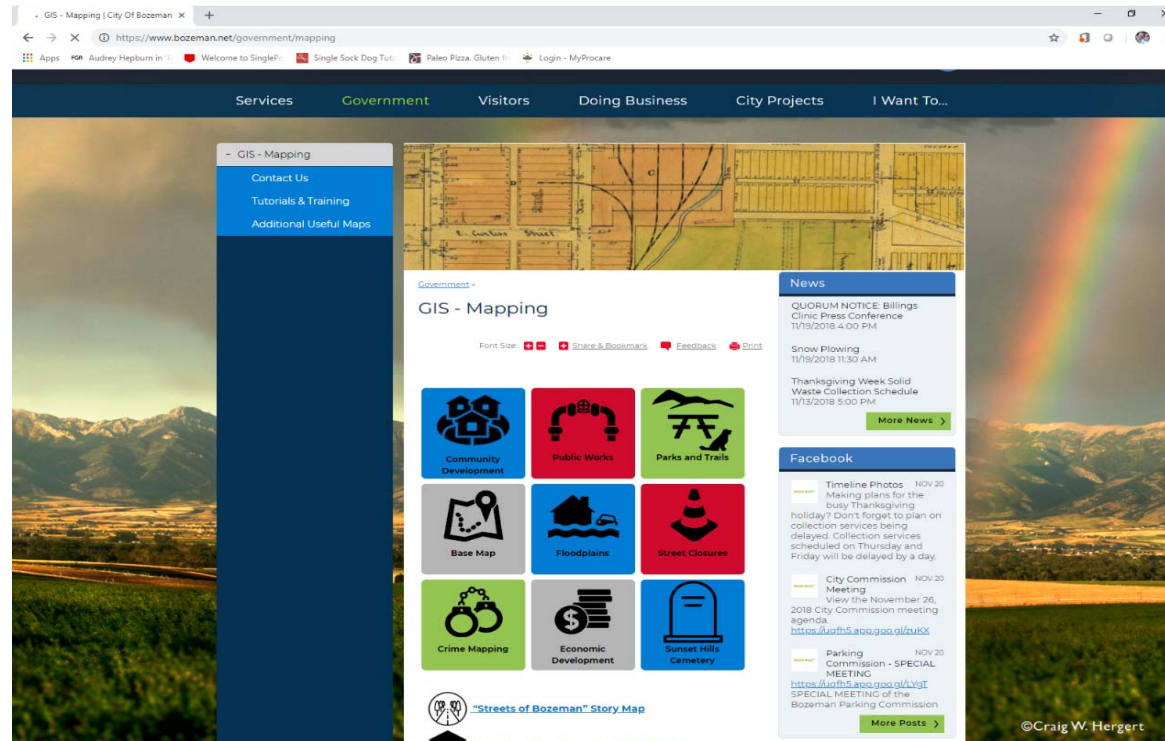 GIS - Mapping | City Of Bozeman
https://www.bozeman.net/government/mapping
Apps Audrey Hepburn in Welcome to SinglePo Single Sock Dog Tuto Paleo Pizza. Gluten fr Login - MyProcare
Services Government Visitors Doing Business City Projects I Want To...
- GIS - Mapping
Contact Us
Tutorials & Training
Additional Useful Maps
E. Curtiss Street
C
Government »
GIS - Mapping
Font Size: + - Share & Bookmark Feedback Print
Community
Development
Public Works
Parks and Trails
Base Map
Floodplains
Street Closures
Crime Mapping
Economic
Development
Sunset Hills
Cemetery
"Streets of Bozeman" Story Map
News
QUORUM NOTICE: Billings
Clinic Press Conference
11/19/2018 4:00 PM
Snow Plowing
11/19/2018 11:30 AM
Thanksgiving Week Solid
Waste Collection Schedule
11/13/2018 5:00 PM
More News
Facebook
Timeline Photos NOV 20
Making plans for the
busy Thanksgiving
holiday? Don't forget to plan on
collection services being
delayed. Collection services
scheduled on Thursday and
Friday will be delayed by a day.
City Commission NOV 20
Meeting
View the November 26,
2018 City Commission meeting
agenda.
https://uqfh5.app.goo.gl/zuKX
Parking NOV 20
Commission - SPECIAL
MEETING
https://uqfh5.app.goo.gl/LYgT
SPECIAL MEETING of the
Bozeman Parking Commission
More Posts
©Craig W. Hergert